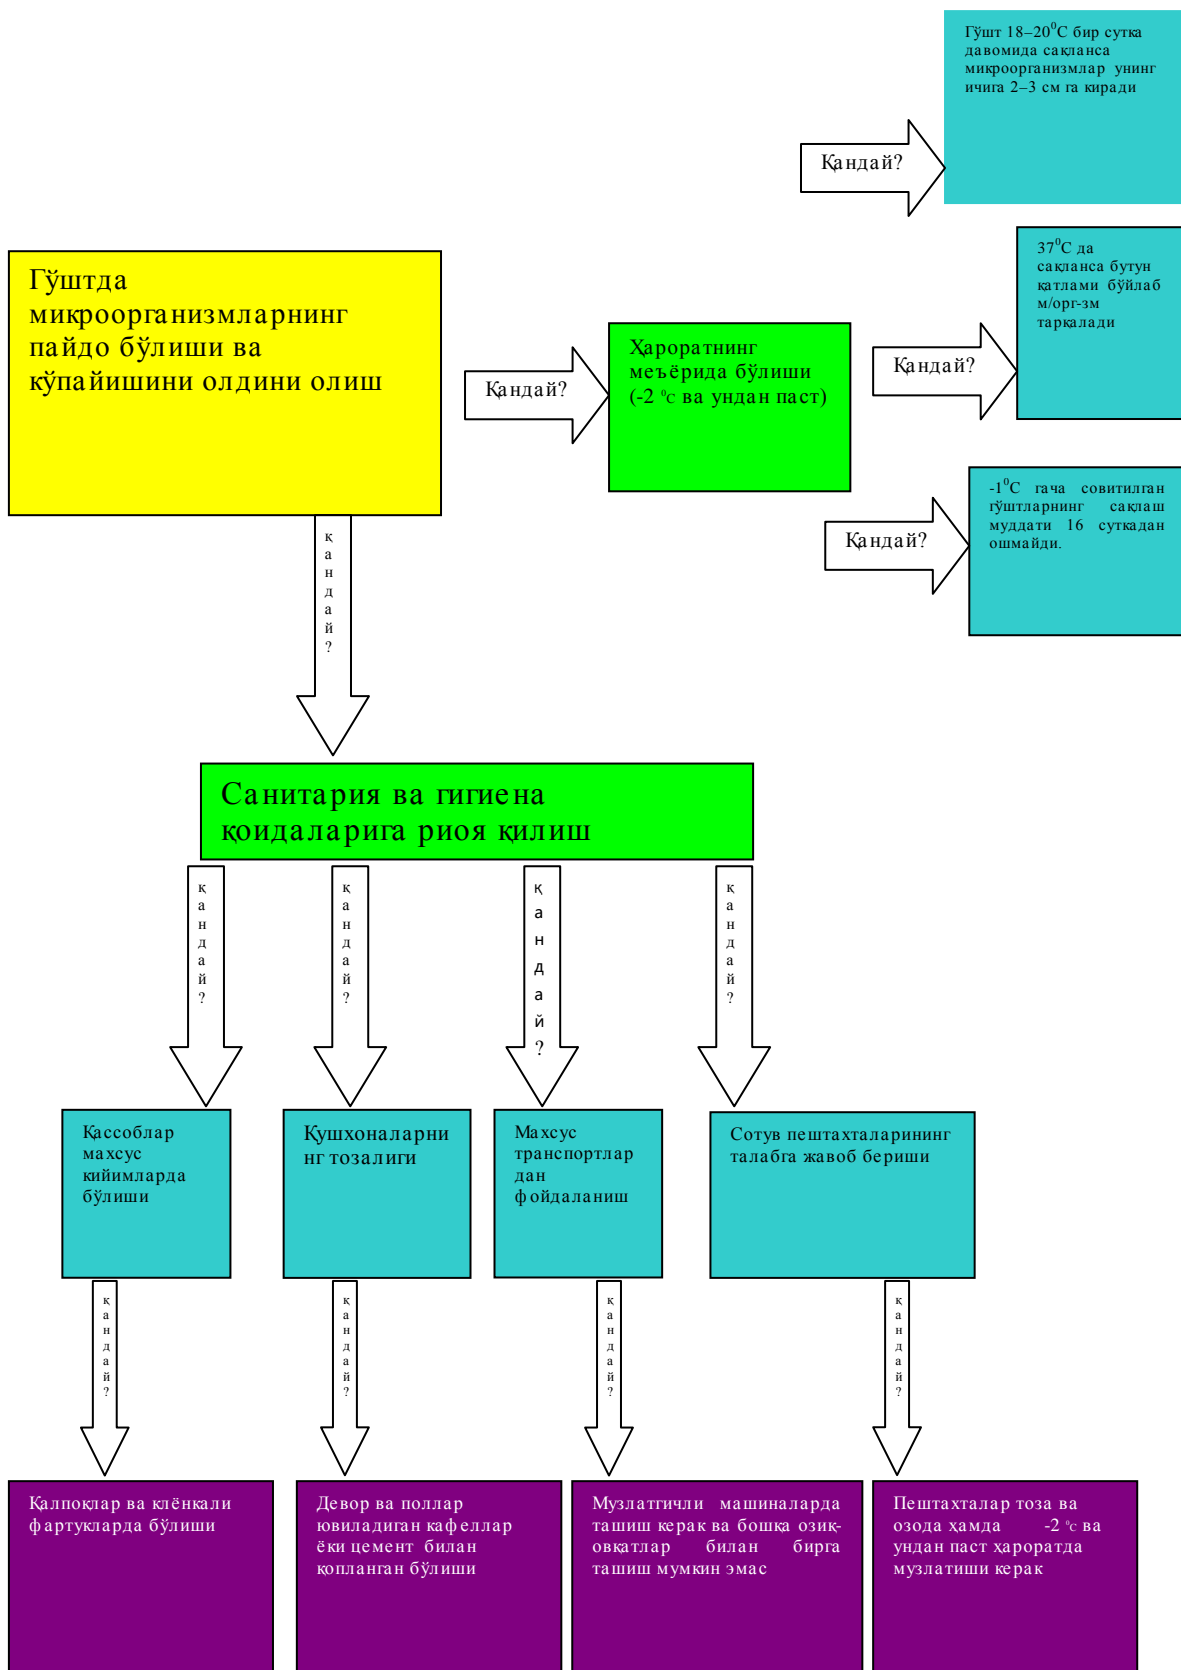 Гўшт 18–20⁰С бир сутка
давомида сақланса
микроорганизмлар унинг
ичига 2–3 см га киради
Қандай?
37⁰С да
сақланса бутун
қатлами бўйлаб
м/орг-зм
тарқалади
Гўштда
микроорганизмларнинг
пайдо бўлиши ва
кўпайишини олдини олиш
Қандай?
Ҳароратнинг
меъёрида бўлиши
(-2 ⁰С ва ундан паст)
Қандай?
-1⁰С гача совитилган
гўштларнинг сақлаш
муддати 16 суткадан
ошмайди.
Қандай?
қандай?
Санитария ва гигиена
қоидаларига риоя қилиш
қандай?
қандай?
қандай?
қандай?
Қассоблар
махсус
кийимларда
бўлиши
Қушхоналарни
нг тозалиги
Махсус
транспортлар
дан
фойдаланиш
Сотув пештахталарининг
талабга жавоб бериши
қандай?
қандай?
қандай?
қандай?
Қалпоқлар ва клёнкали
фартукларда бўлиши
Девор ва поллар
ювиладиган кафеллар
ёки цемент билан
қопланган бўлиши
Музлатгичли машиналарда
ташиш керак ва бошқа озиқ-
овқатлар билан бирга
ташиш мумкин эмас
Пештахталар тоза ва
озода ҳамда -2 ⁰С ва
ундан паст ҳароратда
музлатиши керак